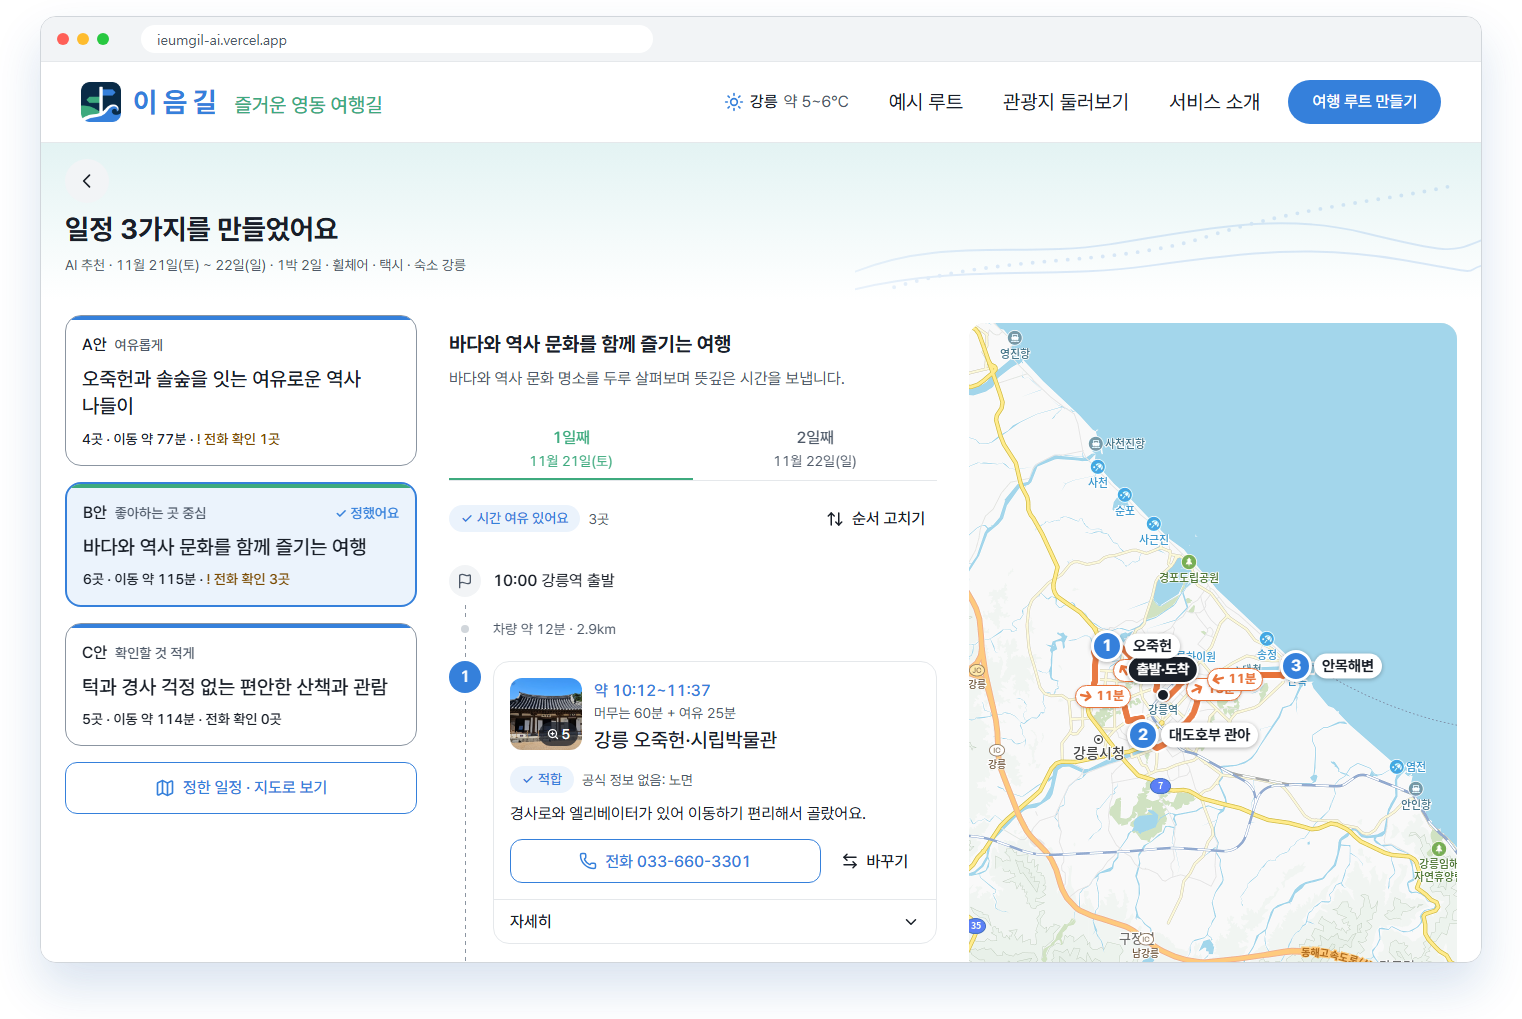 ieumgil-ai.vercel.app
이음길 즐거운 영동 여행길
강릉 약 5~6°C
예시 루트
관광지 둘러보기
서비스 소개
여행 루트 만들기
일정 3가지를 만들었어요
AI 추천 · 11월 21일(토) ~ 22일(일) · 1박 2일 · 휠체어 · 택시 · 숙소 강릉
A안 여유롭게
오죽헌과 솔숲을 잇는 여유로운 역사
나들이
4곳 · 이동 약 77분 · ! 전화 확인 1곳
B안 좋아하는 곳 중심
정했어요
바다와 역사 문화를 함께 즐기는 여행
6곳 · 이동 약 115분 · ! 전화 확인 3곳
C안 확인할 것 적게
턱과 경사 걱정 없는 편안한 산책과 관람
5곳 · 이동 약 114분 · 전화 확인 0곳
정한 일정 · 지도로 보기
바다와 역사 문화를 함께 즐기는 여행
바다와 역사 문화 명소를 두루 살펴보며 뜻깊은 시간을 보냅니다.
1일째
11월 21일(토)
2일째
11월 22일(일)
시간 여유 있어요
3곳
순서 고치기
10:00 강릉역 출발
차량 약 12분 · 2.9km
1
약 10:12~11:37
머무는 60분 + 여유 25분
강릉 오죽헌·시립박물관
5
적합
공식 정보 없음: 노면
경사로와 엘리베이터가 있어 이동하기 편리해서 골랐어요.
전화 033-660-3301
바꾸기
자세히
영진항
사천진항
사천
순포
사근진
경포도립공원
1
오죽헌
출발·도착
송정
3
안목해변
11분
11분
강릉역
2
대도호부 관아
강릉시청
JC
강릉
IC
강릉
7
염전
안인항
강릉임해
자연휴양림
35
IC
남강릉